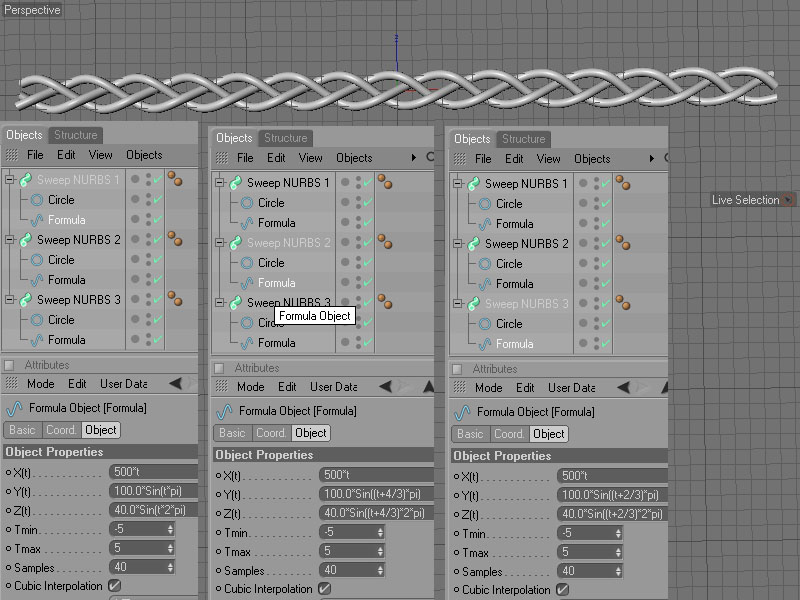 Perspective
z
Live Selection
Objects Structure
File Edit View Objects
Sweep NURBS 1
Circle
Formula
Sweep NURBS 2
Circle
Formula
Sweep NURBS 3
Circle
Formula
Attributes
Mode Edit User Data
Formula Object [Formula]
Basic Coord. Object
Object Properties
X(t) 500*t
Y(t) 100.0*Sin(t*pi)
Z(t) 40.0*Sin(t*2*pi)
Tmin -5
Tmax 5
Samples 40
Cubic Interpolation
Objects Structure
File Edit View Objects
Sweep NURBS 1
Circle
Formula
Sweep NURBS 2
Circle
Formula
Sweep NURBS 3
Formula Object
Circle
Formula
Attributes
Mode Edit User Data
Formula Object [Formula]
Basic Coord. Object
Object Properties
X(t) 500*t
Y(t) 100.0*Sin((t+4/3)*pi)
Z(t) 40.0*Sin((t+4/3)*2*pi)
Tmin -5
Tmax 5
Samples 40
Cubic Interpolation
Objects Structure
File Edit View Objects
Sweep NURBS 1
Circle
Formula
Sweep NURBS 2
Circle
Formula
Sweep NURBS 3
Circle
Formula
Attributes
Mode Edit User Data
Formula Object [Formula]
Basic Coord. Object
Object Properties
X(t) 500*t
Y(t) 100.0*Sin((t+2/3)*pi)
Z(t) 40.0*Sin((t+2/3)*2*pi)
Tmin -5
Tmax 5
Samples 40
Cubic Interpolation